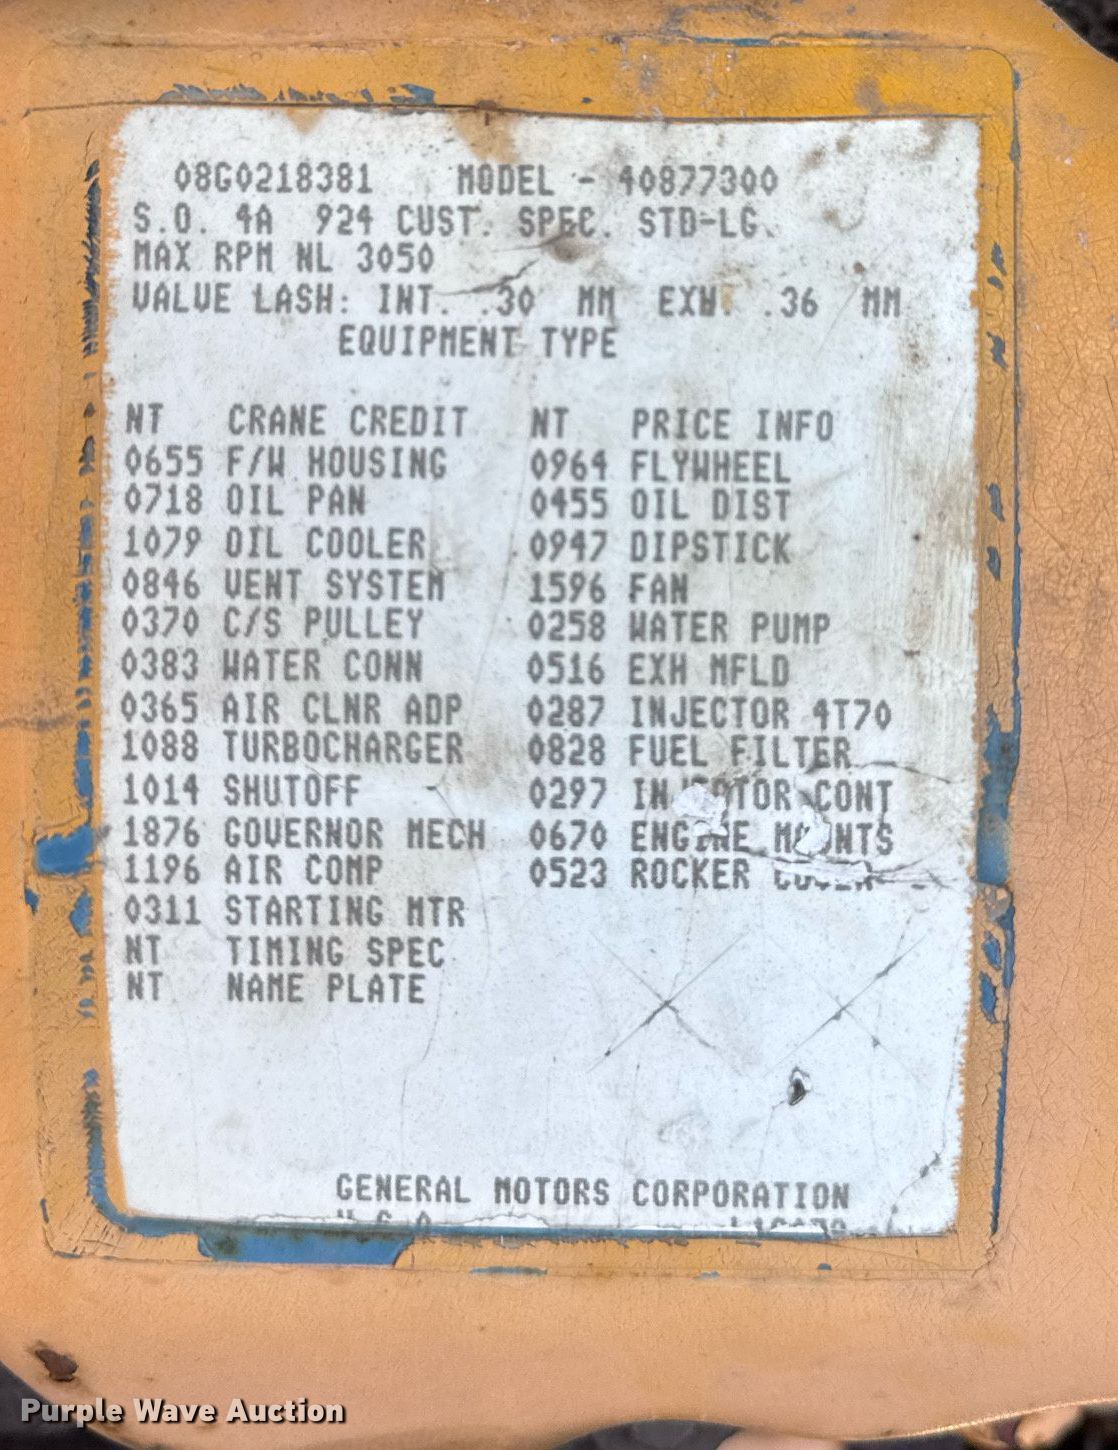 08G0218381 MODEL - 40877300
S.O. 4A 924 CUST. SPEC. STD-LG.
MAX RPM NL 3050
VALVE LASH: INT. .30 MM EXH. .36 MM
EQUIPMENT TYPE
NT CRANE CREDIT NT PRICE INFO
0655 F/W HOUSING 0964 FLYWHEEL
0718 OIL PAN 0455 OIL DIST
1079 OIL COOLER 0947 DIPSTICK
0846 VENT SYSTEM 1596 FAN
0370 C/S PULLEY 0258 WATER PUMP
0383 WATER CONN 0516 EXH MFLD
0365 AIR CLNR ADP 0287 INJECTOR 4T70
1088 TURBOCHARGER 0828 FUEL FILTER
1014 SHUTOFF 0297 INJECTOR CONT
1876 GOVERNOR MECH 0670 ENGINE MOUNTS
1196 AIR COMP 0523 ROCKER COVER
0311 STARTING MTR
NT TIMING SPEC
NT NAME PLATE
GENERAL MOTORS CORPORATION
Purple Wave Auction